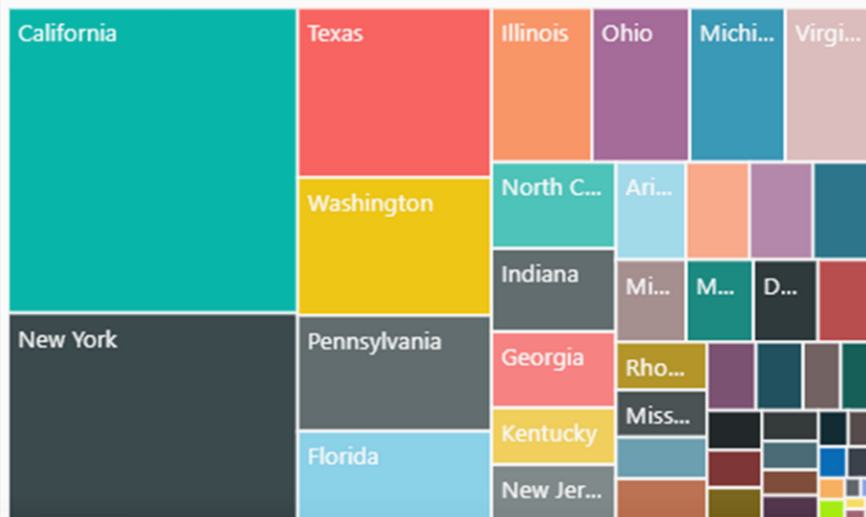 California
Texas
Illinois
Ohio
Michi...
Virgi...
North C...
Ari...
Washington
Indiana
Mi...
M...
D...
New York
Pennsylvania
Georgia
Rho...
Miss...
Kentucky
Florida
New Jer...